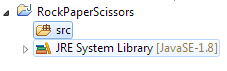 RockPaperScissors
src
JRE System Library [JavaSE-1.8]